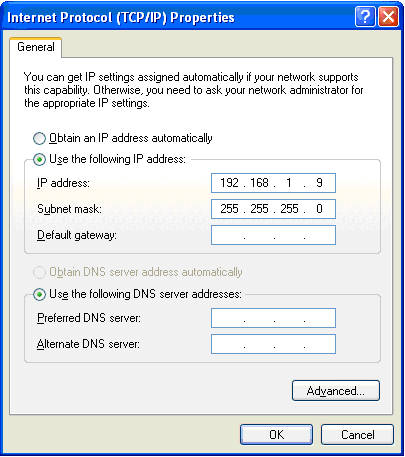 Internet Protocol (TCP/IP) Properties
General
You can get IP settings assigned automatically if your network supports
this capability. Otherwise, you need to ask your network administrator for
the appropriate IP settings.
Obtain an IP address automatically
Use the following IP address:
IP address: 192 . 168 . 1 . 9
Subnet mask: 255 . 255 . 255 . 0
Default gateway: . . .
Obtain DNS server address automatically
Use the following DNS server addresses:
Preferred DNS server: . . .
Alternate DNS server: . . .
Advanced...
OK Cancel